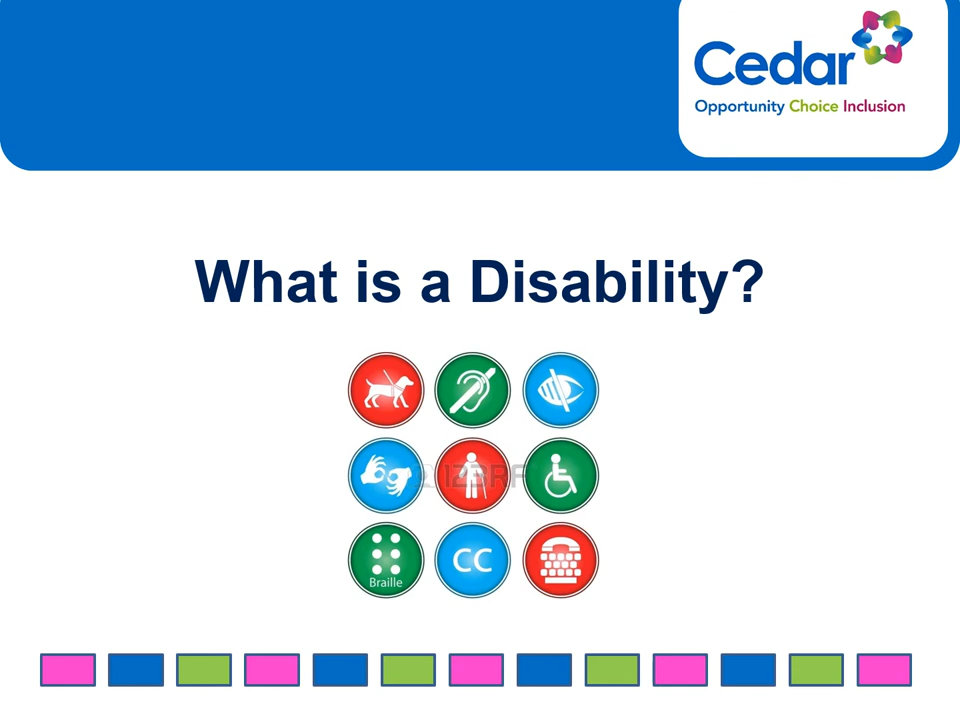 Cedar
Opportunity Choice Inclusion
What is a Disability?
Braille
CC